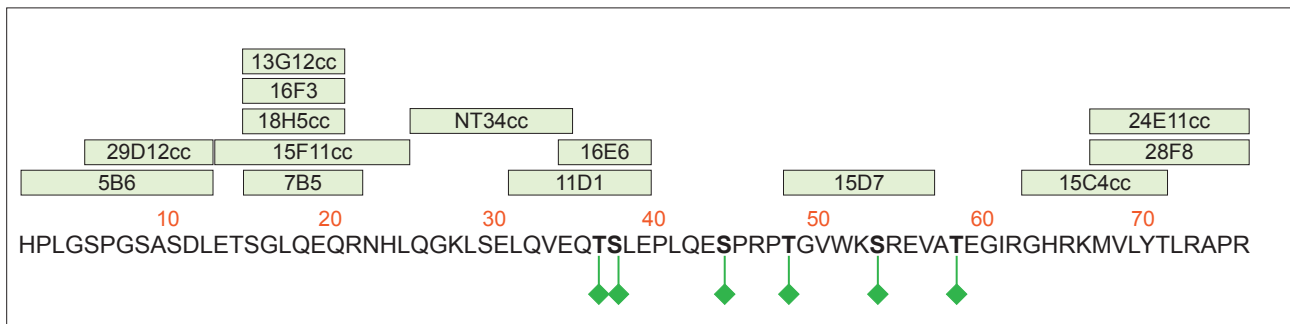 13G12cc
16F3
18H5cc NT34cc 24E11cc
29D12cc 15F11cc 16E6 28F8
5B6 7B5 11D1 15D7 15C4cc
10 20 30 40 50 60 70
HPLGSPGSASDLETSGLQEQRNHLQGKLSELQVEQTSLEPLQESPRPTGVWKSREVATEGIRGHRKMVLYTLRAPR